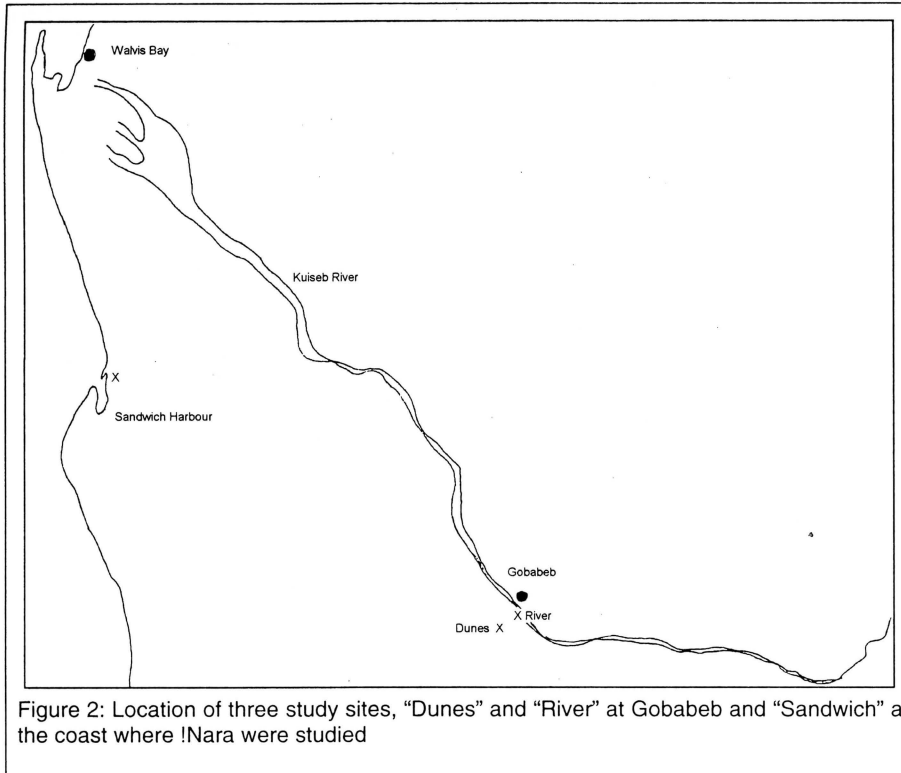 Walvis Bay
Kuiseb River
X
Sandwich Harbour
Gobabeb
X River
Dunes X
Figure 2: Location of three study sites, “Dunes” and “River” at Gobabeb and “Sandwich” a
the coast where !Nara were studied